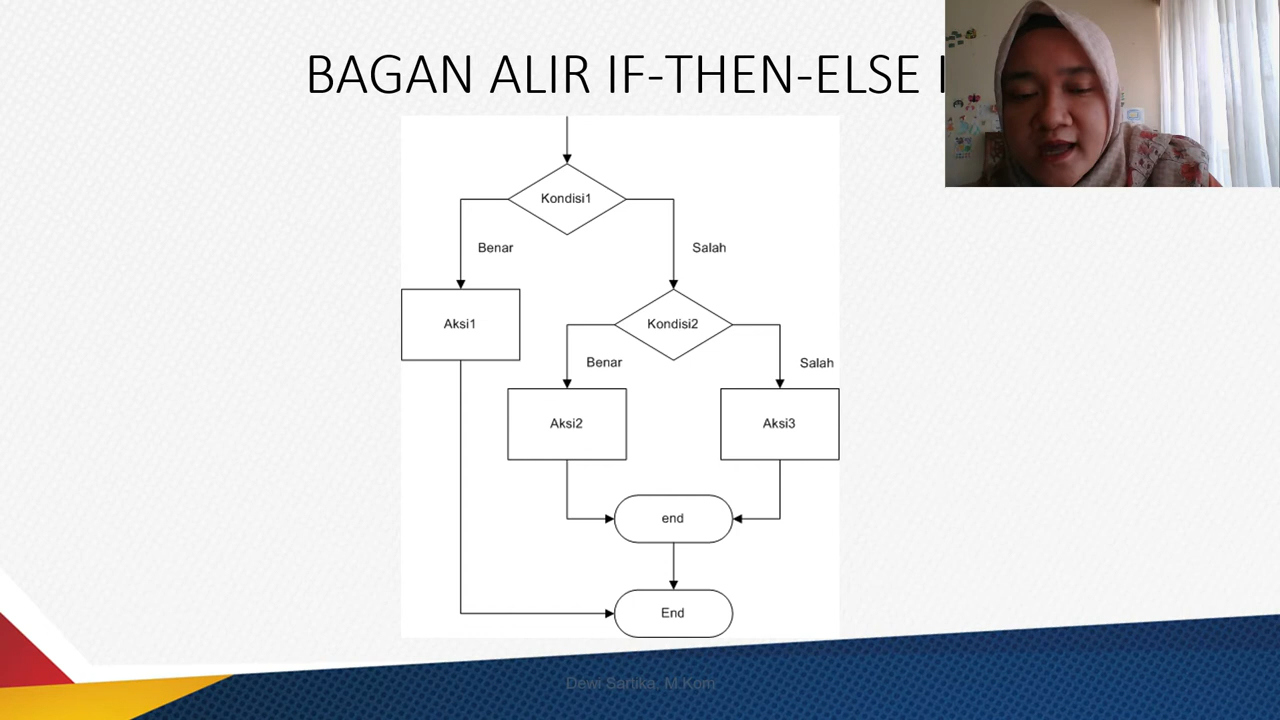 BAGAN ALIR IF-THEN-ELSE
Kondisi1
Benar
Salah
Aksi1
Kondisi2
Benar
Salah
Aksi2
Aksi3
end
End
Dewi Sartika, M.Kom